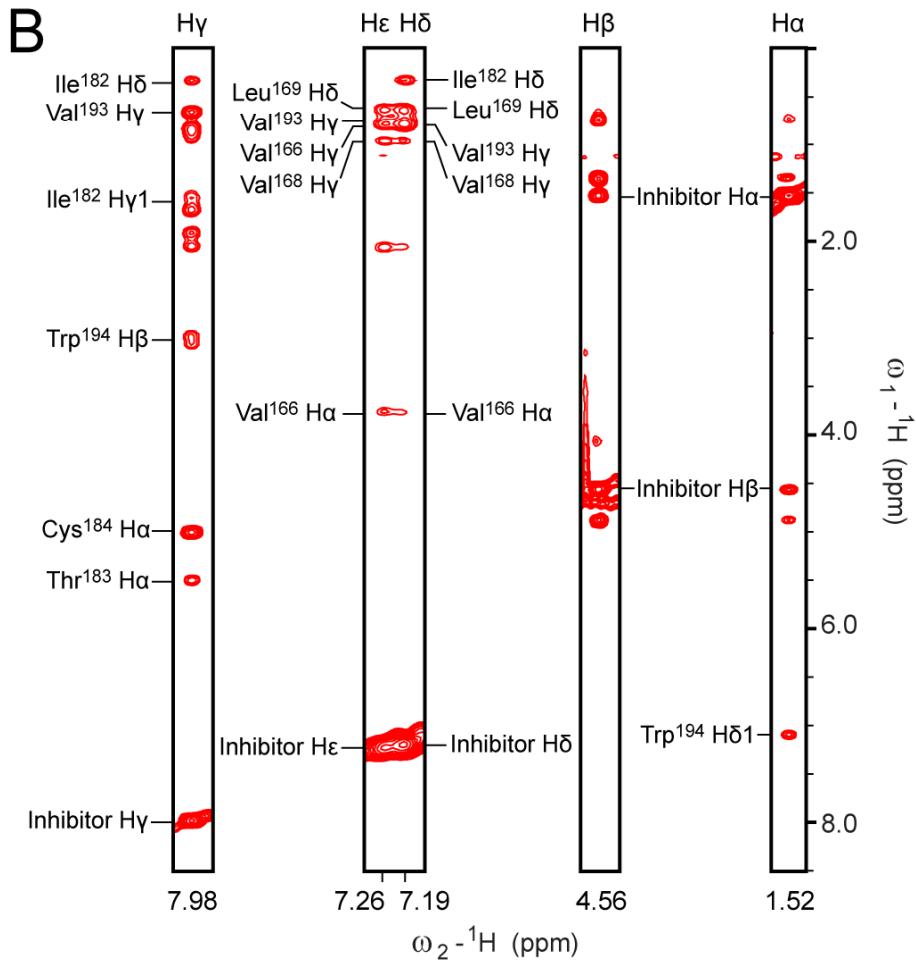 B
Hγ
Hε Hδ
Hβ
Hα
Ile¹⁸² Hδ
Val¹⁹³ Hγ
Ile¹⁸² Hγ1
Trp¹⁹⁴ Hβ
Cys¹⁸⁴ Hα
Thr¹⁸³ Hα
Inhibitor Hγ
Leu¹⁶⁹ Hδ
Val¹⁹³ Hγ
Val¹⁶⁶ Hγ
Val¹⁶⁸ Hγ
Val¹⁶⁶ Hα
Inhibitor Hε
Ile¹⁸² Hδ
Leu¹⁶⁹ Hδ
Val¹⁹³ Hγ
Val¹⁶⁸ Hγ
Val¹⁶⁶ Hα
Inhibitor Hδ
Inhibitor Hα
Inhibitor Hβ
Trp¹⁹⁴ Hδ1
2.0
4.0
6.0
8.0
ω₁ - ¹H (ppm)
7.98
7.26 7.19
4.56
1.52
ω₂ - ¹H (ppm)